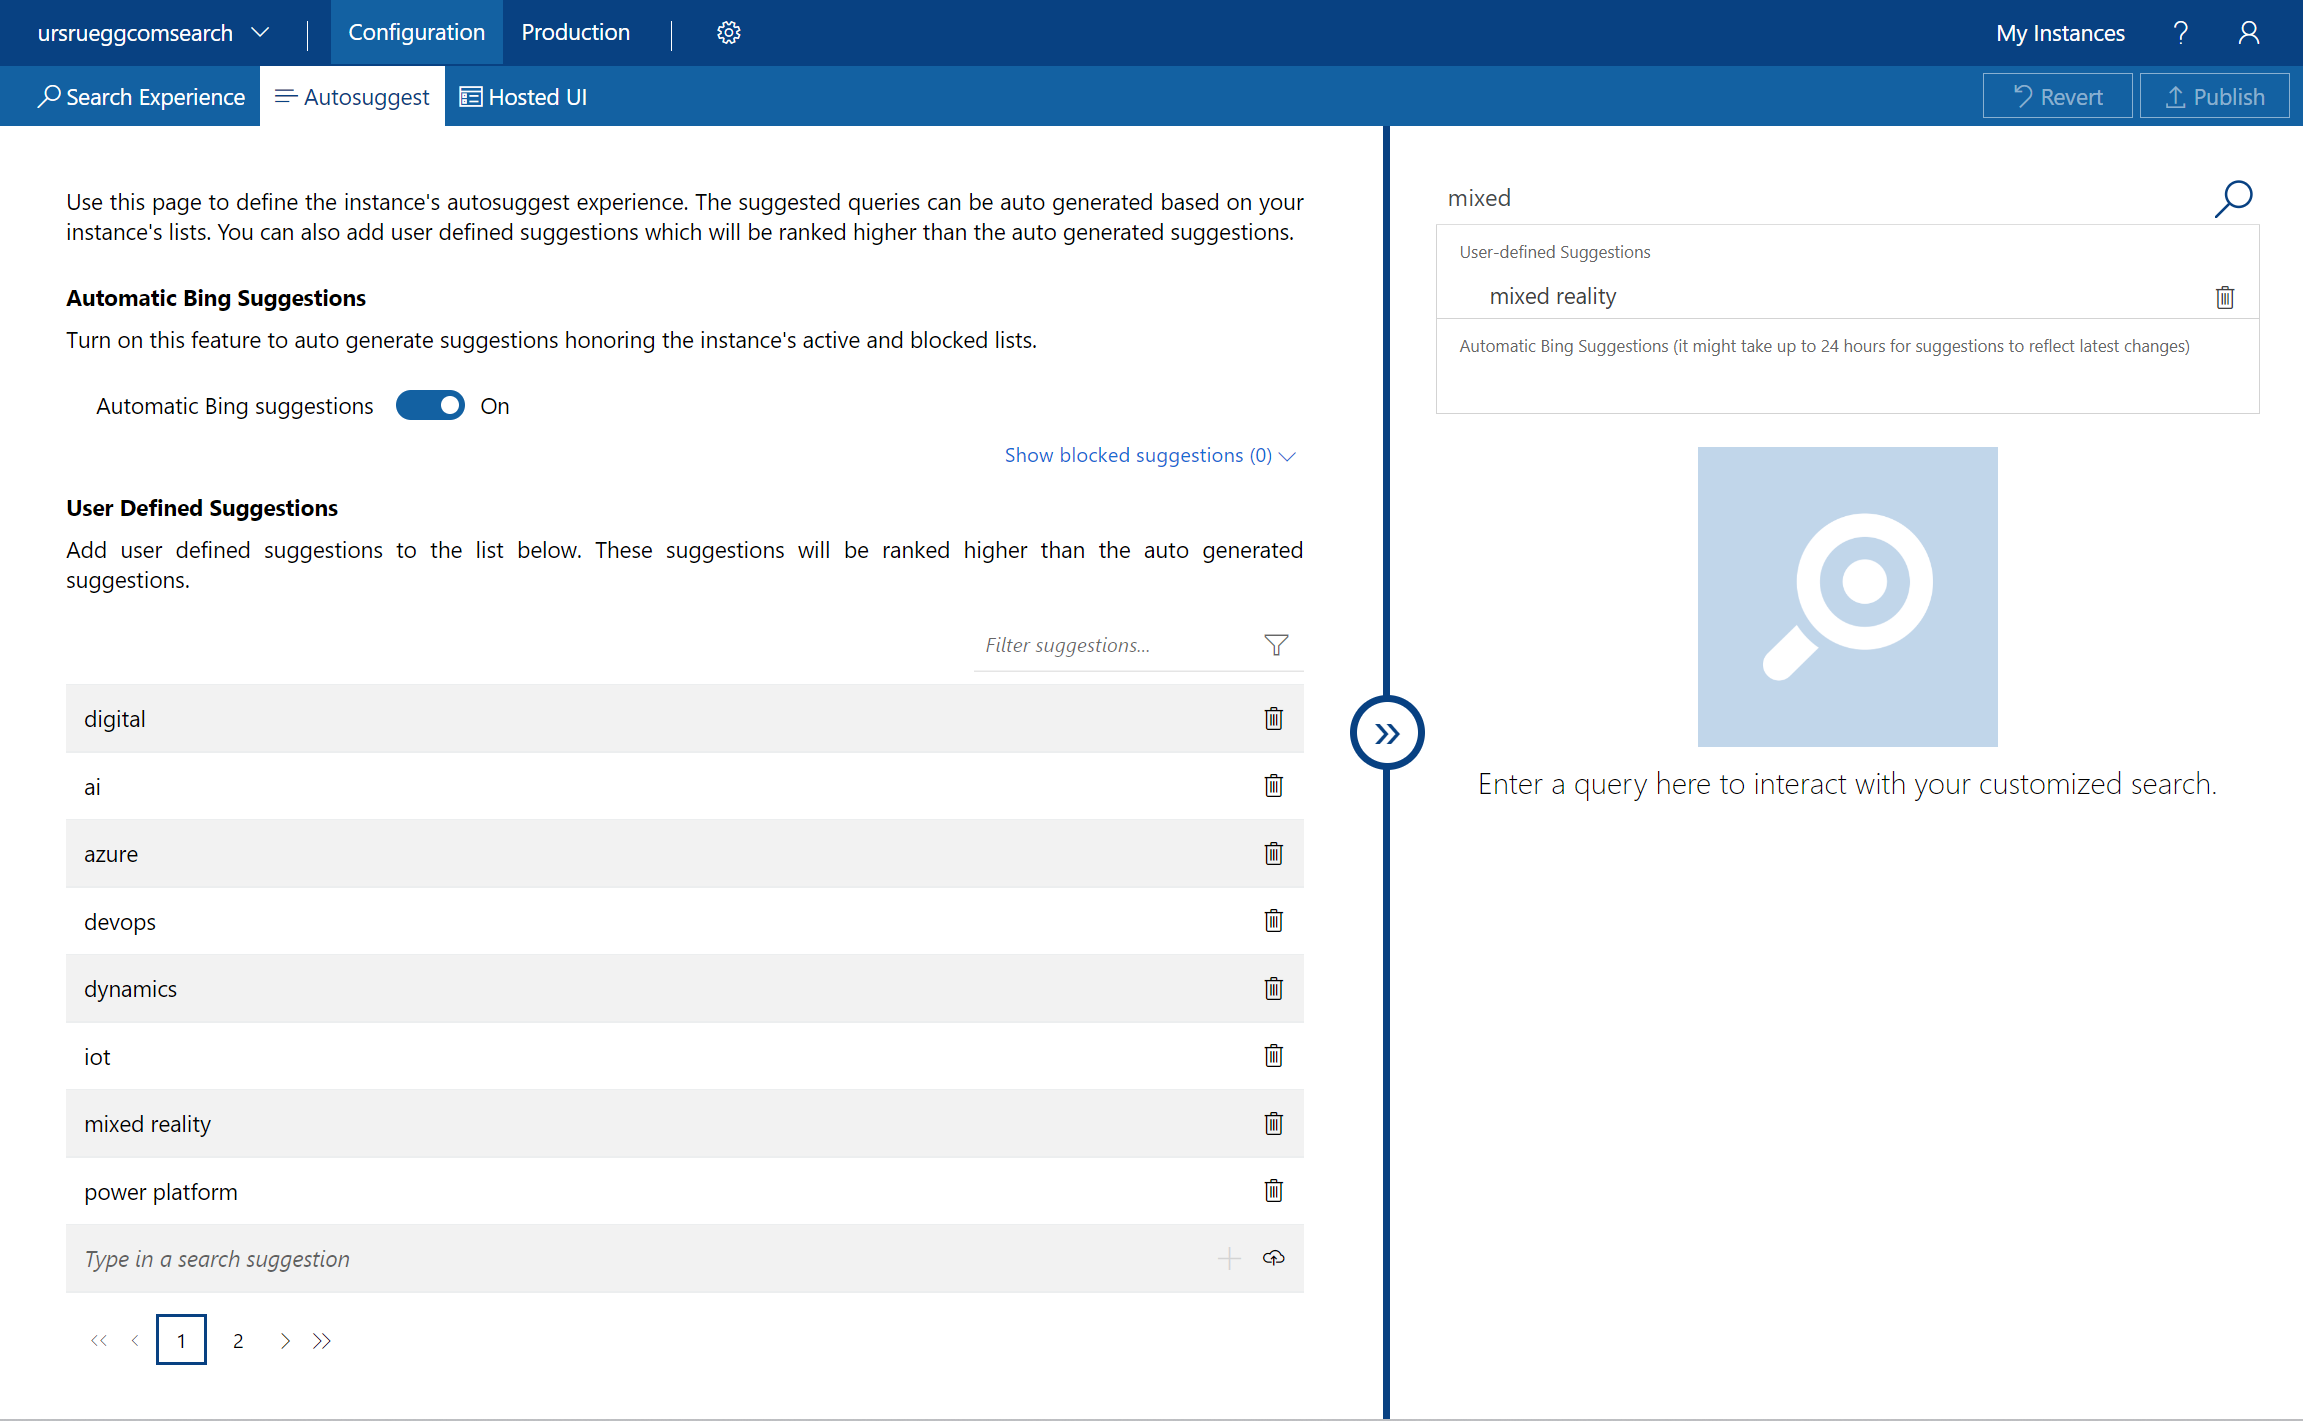 ursrueggcomsearch
Configuration
Production
My Instances
?
Search Experience
Autosuggest
Hosted UI
Revert
Publish
Use this page to define the instance's autosuggest experience. The suggested queries can be auto generated based on your
instance's lists. You can also add user defined suggestions which will be ranked higher than the auto generated suggestions.
Automatic Bing Suggestions
Turn on this feature to auto generate suggestions honoring the instance's active and blocked lists.
Automatic Bing suggestions
On
Show blocked suggestions (0)
User Defined Suggestions
Add user defined suggestions to the list below. These suggestions will be ranked higher than the auto generated
suggestions.
Filter suggestions...
digital
ai
azure
devops
dynamics
iot
mixed reality
power platform
Type in a search suggestion
1
2
mixed
User-defined Suggestions
mixed reality
Automatic Bing Suggestions (it might take up to 24 hours for suggestions to reflect latest changes)
Enter a query here to interact with your customized search.